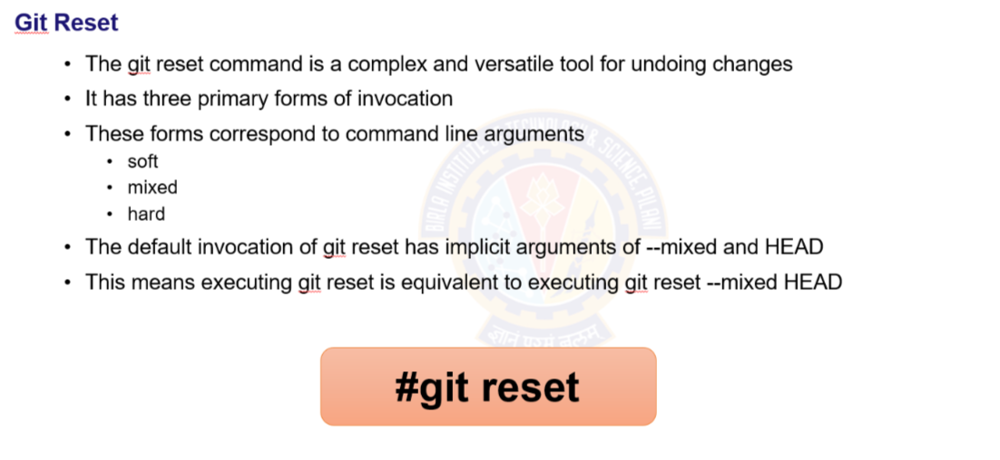 Git Reset
• The git reset command is a complex and versatile tool for undoing changes
• It has three primary forms of invocation
• These forms correspond to command line arguments
• soft
• mixed
• hard
• The default invocation of git reset has implicit arguments of --mixed and HEAD
• This means executing git reset is equivalent to executing git reset --mixed HEAD
BIRLA INSTITUTE OF TECHNOLOGY & SCIENCE, PILANI
ज्ञानं परमं बलम्
#git reset